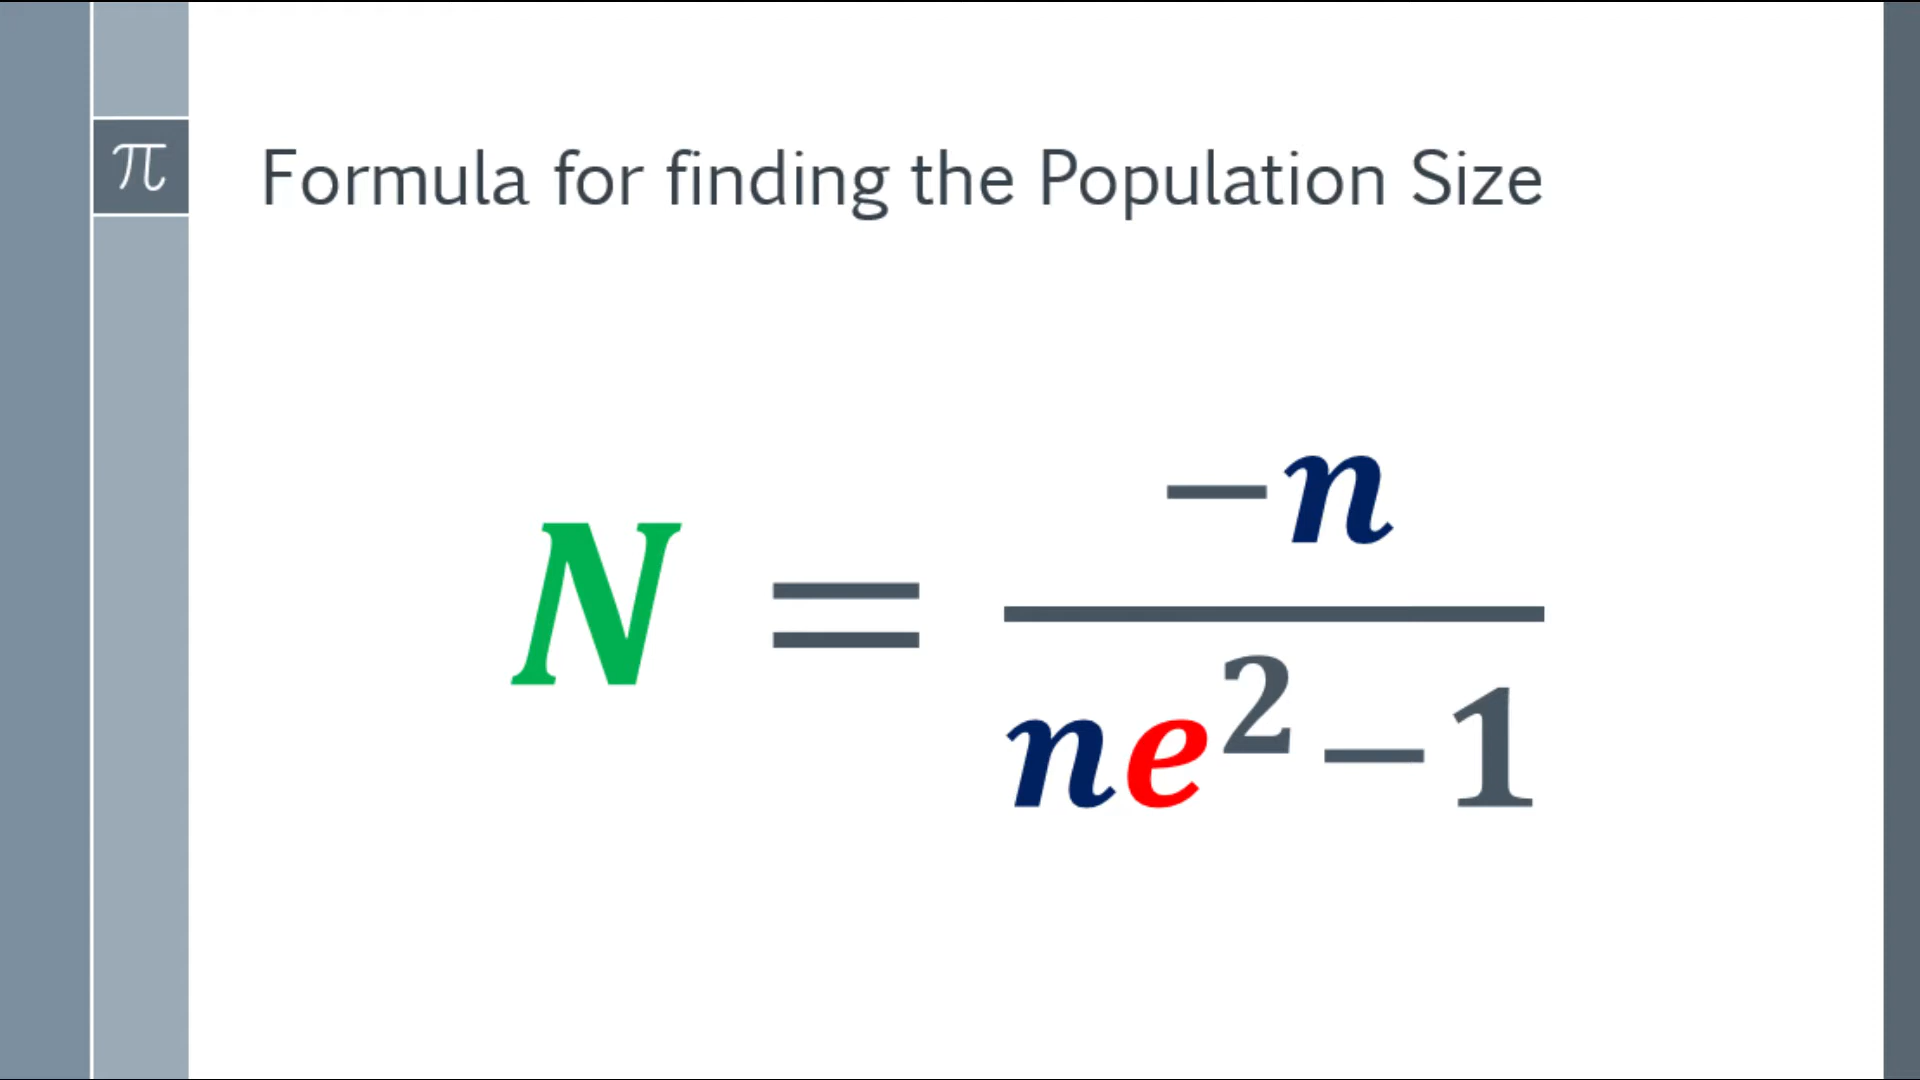 π
Formula for finding the Population Size
N = −n / ne²−1